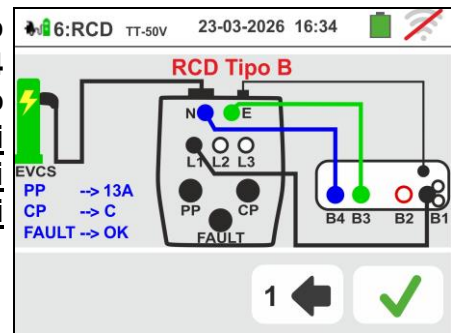 6:RCD TT-50V 23-03-2026 16:34
RCD Tipo B
N E
L1 L2 L3
EVCS
PP --> 13A
CP --> C
FAULT --> OK
PP CP
FAULT
B4 B3 B2 B1
1